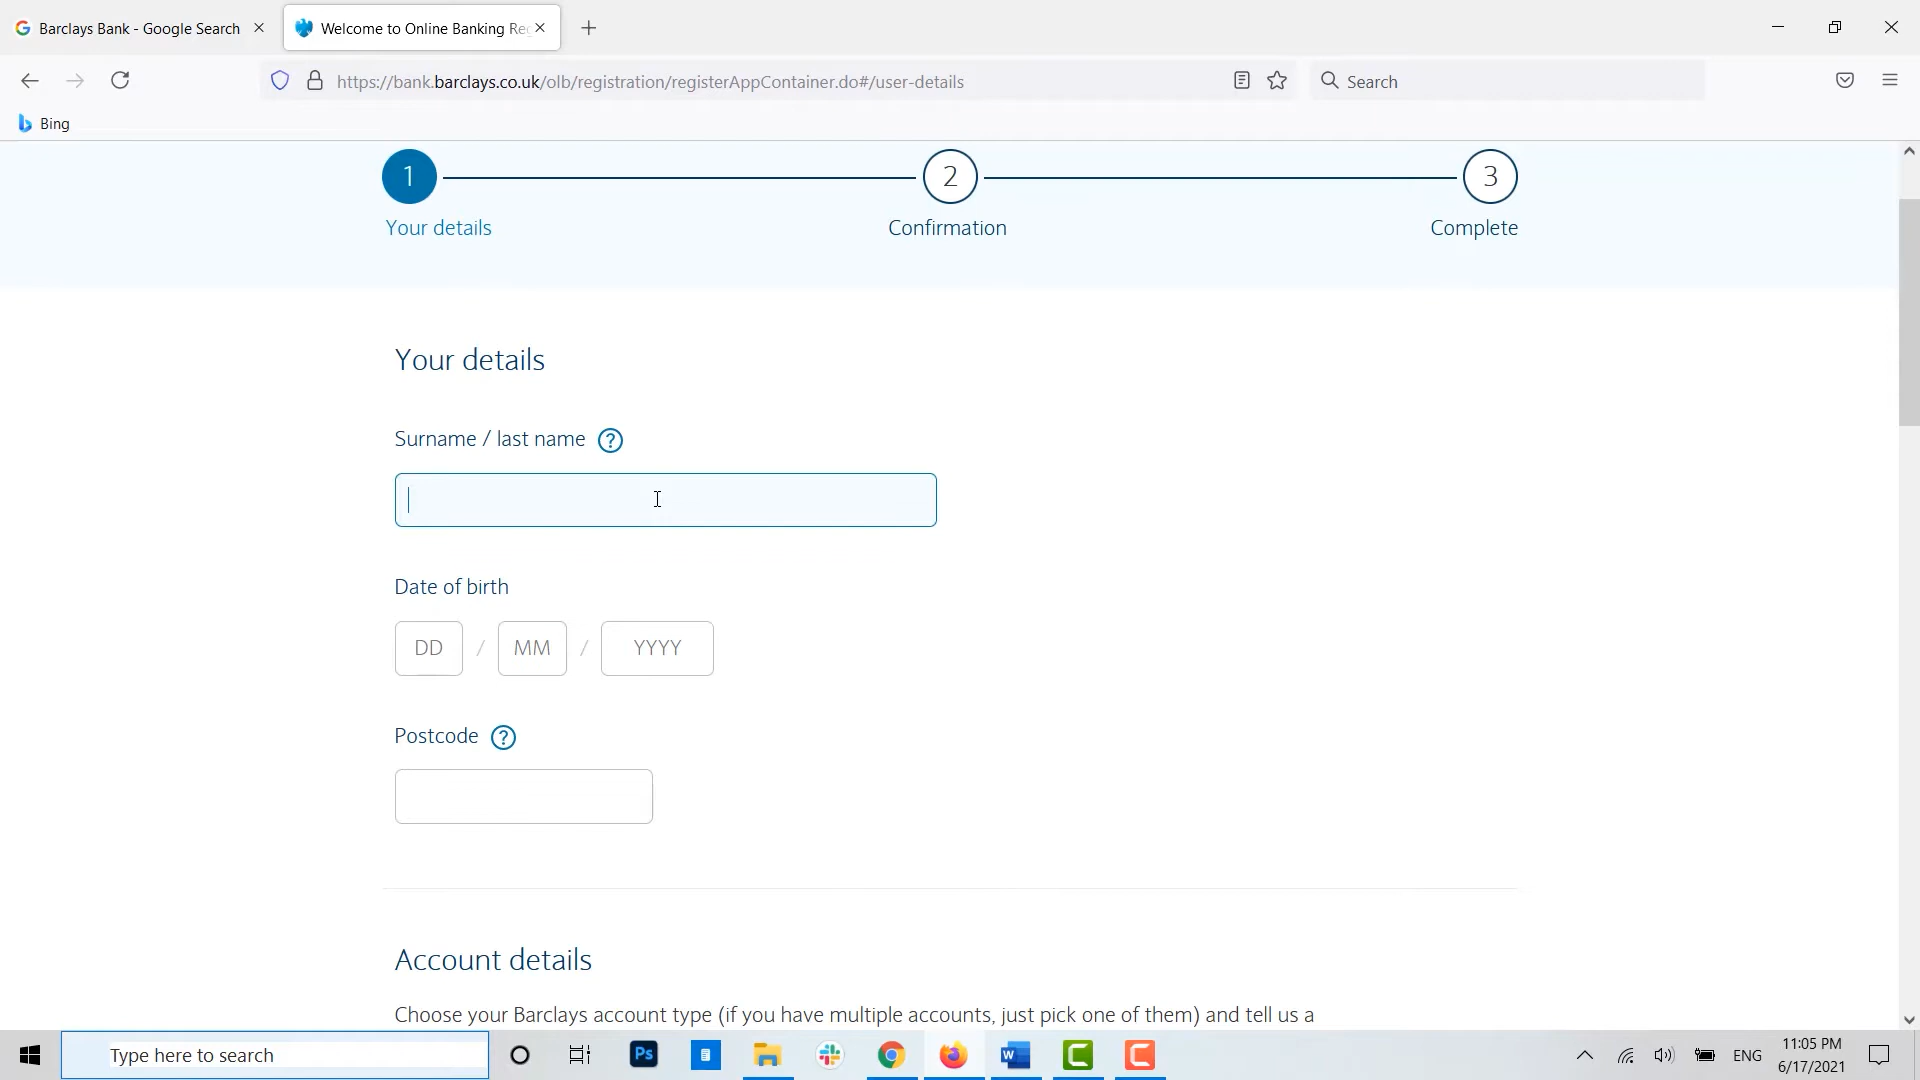 Barclays Bank - Google Search
Welcome to Online Banking Reg
https://bank.barclays.co.uk/olb/registration/registerAppContainer.do#/user-details
Search
Bing
1
2
3
Your details
Confirmation
Complete
Your details
Surname / last name ?
Date of birth
DD / MM / YYYY
Postcode ?
Account details
Choose your Barclays account type (if you have multiple accounts, just pick one of them) and tell us a
Type here to search
Ps
W
C
C
ENG
11:05 PM
6/17/2021